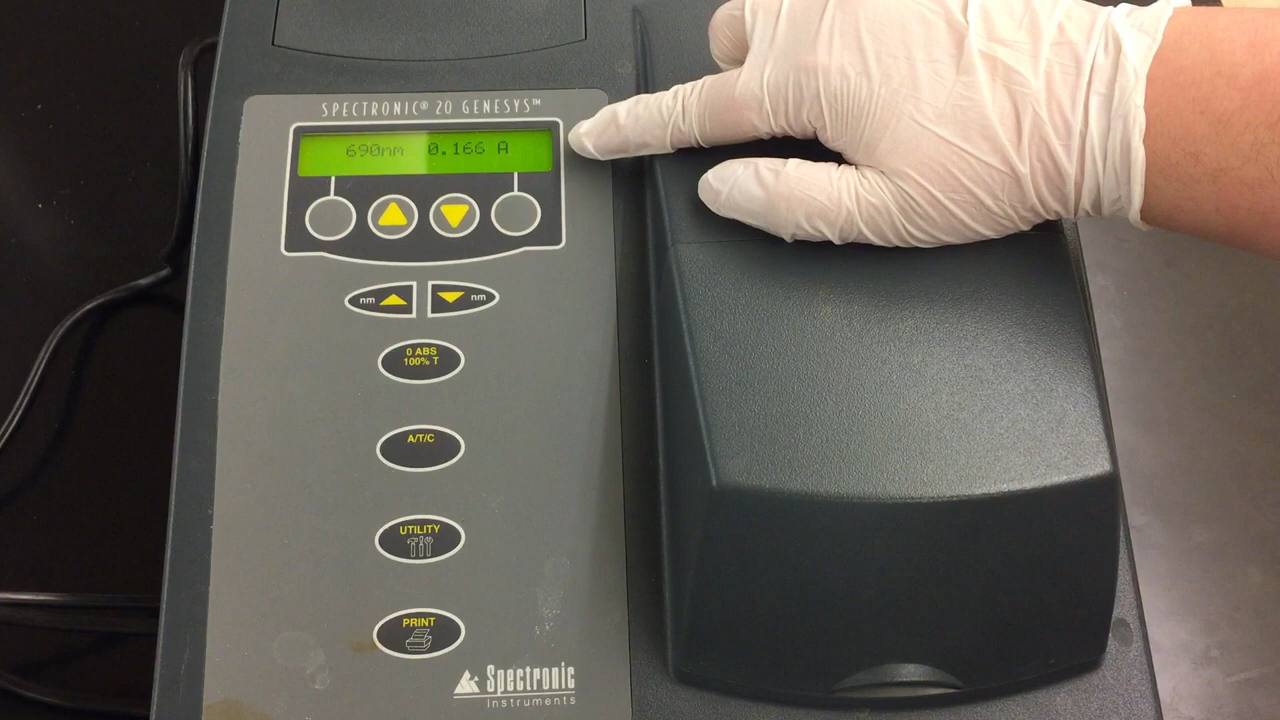 SPECTRONIC® 20 GENESYS™
690nm 0.166 A
nm nm
0 ABS
100% T
A/T/C
UTILITY
PRINT
Spectronic
Instruments